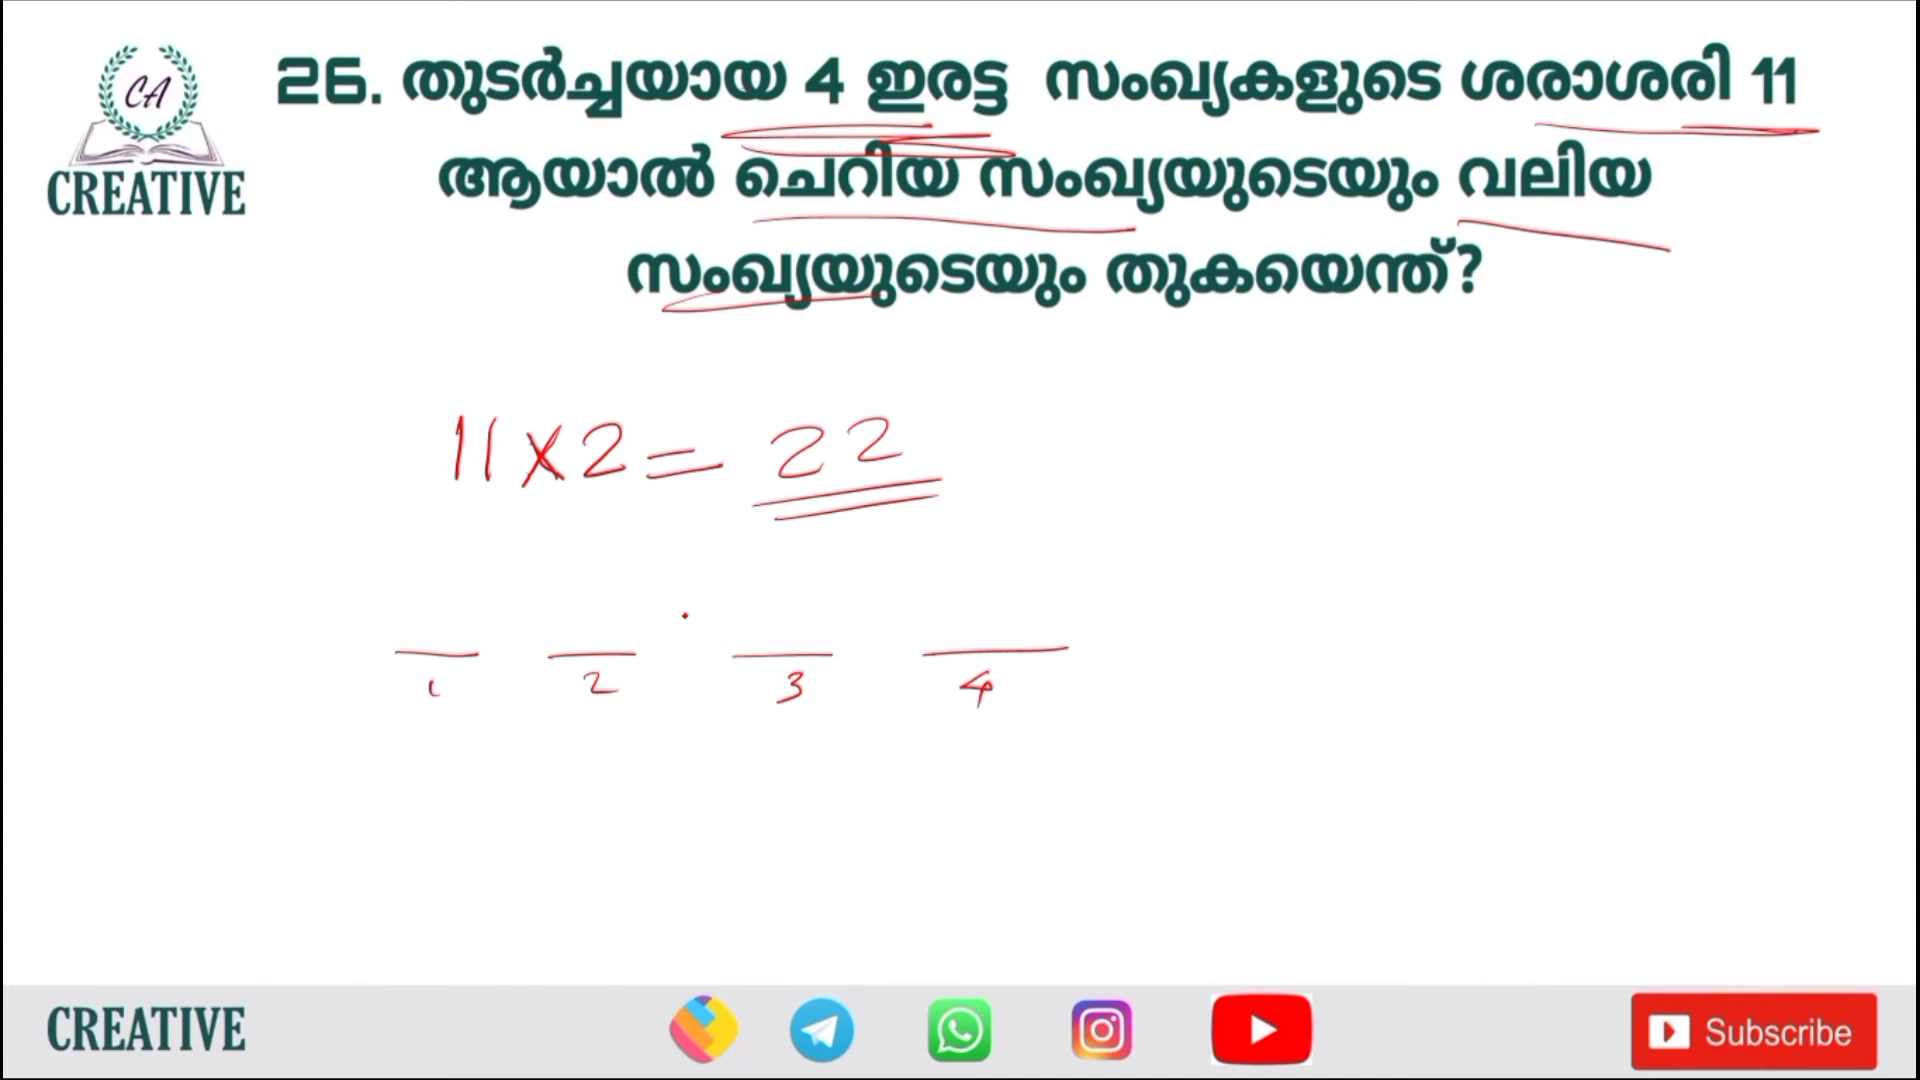 CA
CREATIVE
26. തുടർച്ചയായ 4 ഇരട്ട സംഖ്യകളുടെ ശരാശരി 11
ആയാൽ ചെറിയ സംഖ്യയുടെയും വലിയ
സംഖ്യയുടെയും തുകയെന്ത്?
11 x 2 = 22
1 2 3 4
CREATIVE
Subscribe